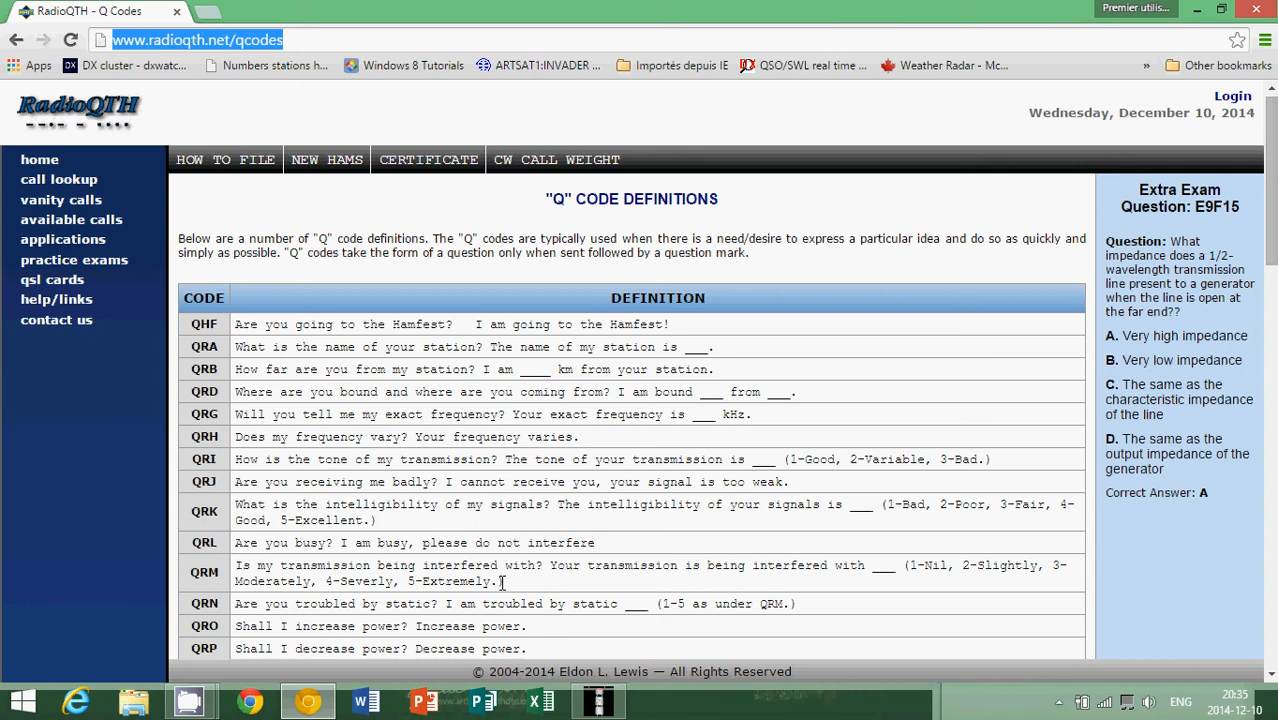 RadioQTH - Q Codes
Premier utilis...
www.radioqth.net/qcodes
Apps
DX cluster - dxwatc...
Numbers stations h...
Windows 8 Tutorials
ARTSAT1:INVADER ...
Importés depuis IE
QSO/SWL real time ...
Weather Radar - Mc...
»
Other bookmarks
RadioQTH
Login
Wednesday, December 10, 2014
HOW TO FILE
NEW HAMS
CERTIFICATE
CW CALL WEIGHT
home
call lookup
vanity calls
available calls
applications
practice exams
qsl cards
help/links
contact us
"Q" CODE DEFINITIONS
Below are a number of "Q" code definitions. The "Q" codes are typically used when there is a need/desire to express a particular idea and do so as quickly and
simply as possible. "Q" codes take the form of a question only when sent followed by a question mark.
CODE DEFINITION
QHF Are you going to the Hamfest? I am going to the Hamfest!
QRA What is the name of your station? The name of my station is ___.
QRB How far are you from my station? I am ____ km from your station.
QRD Where are you bound and where are you coming from? I am bound ___ from ___.
QRG Will you tell me my exact frequency? Your exact frequency is ___ kHz.
QRH Does my frequency vary? Your frequency varies.
QRI How is the tone of my transmission? The tone of your transmission is ___ (1-Good, 2-Variable, 3-Bad.)
QRJ Are you receiving me badly? I cannot receive you, your signal is too weak.
QRK What is the intelligibility of my signals? The intelligibility of your signals is ___ (1-Bad, 2-Poor, 3-Fair, 4-
Good, 5-Excellent.)
QRL Are you busy? I am busy, please do not interfere
QRM Is my transmission being interfered with? Your transmission is being interfered with ___ (1-Nil, 2-Slightly, 3-
Moderately, 4-Severly, 5-Extremely.)
QRN Are you troubled by static? I am troubled by static ___ (1-5 as under QRM.)
QRO Shall I increase power? Increase power.
QRP Shall I decrease power? Decrease power.
Extra Exam
Question: E9F15
Question: What
impedance does a 1/2-
wavelength transmission
line present to a generator
when the line is open at
the far end??
A. Very high impedance
B. Very low impedance
C. The same as the
characteristic impedance
of the line
D. The same as the
output impedance of the
generator
Correct Answer: A
© 2004-2014 Eldon L. Lewis — All Rights Reserved
ENG
20:35
2014-12-10